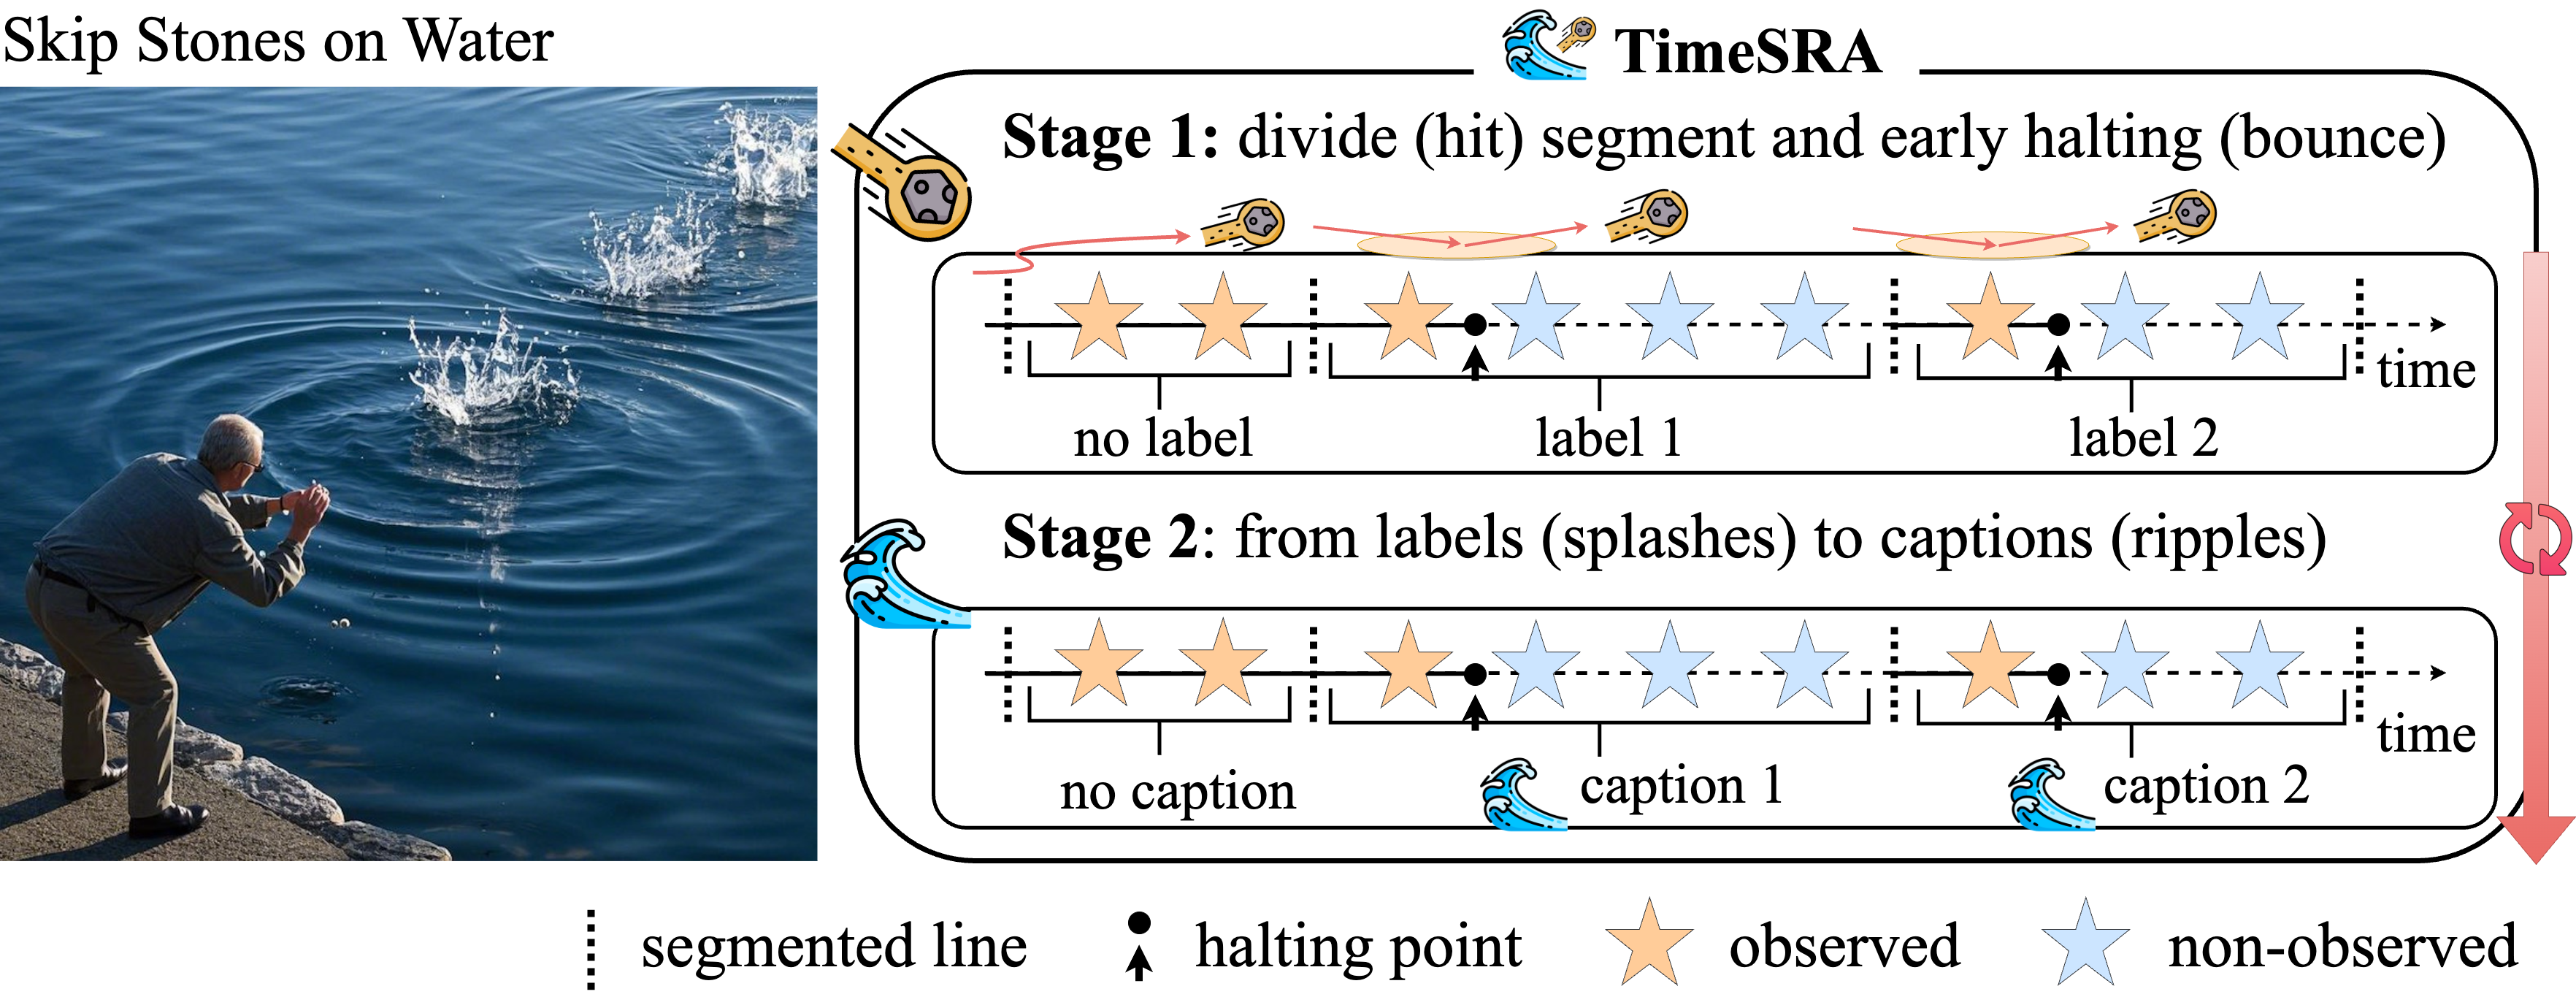 Skip Stones on Water
TimeSRA
Stage 1: divide (hit) segment and early halting (bounce)
time
no label
label 1
label 2
Stage 2: from labels (splashes) to captions (ripples)
time
no caption
caption 1
caption 2
segmented line
halting point
observed
non-observed